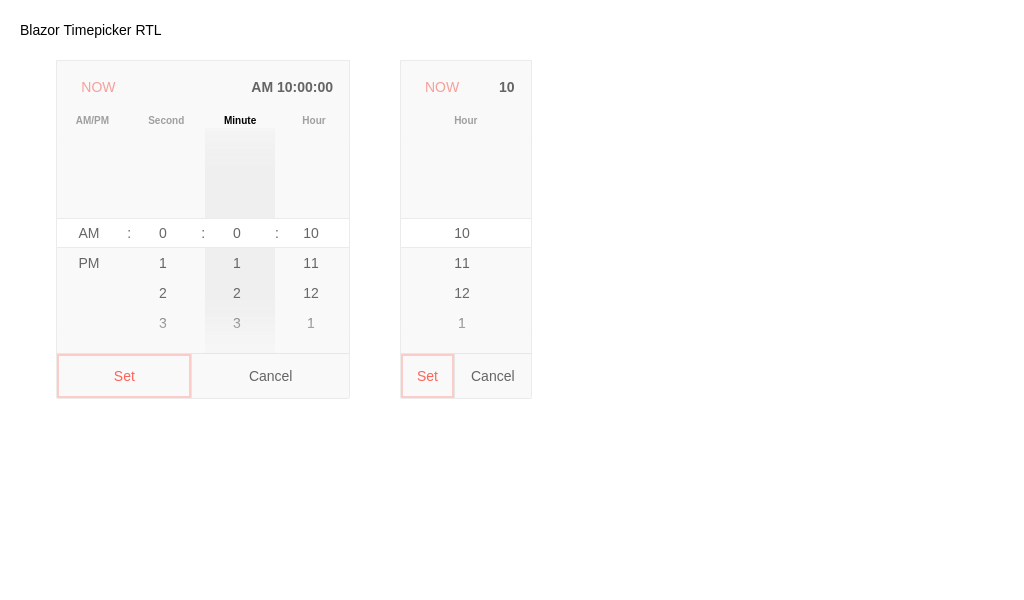 Blazor Timepicker RTL
NOW AM 10:00:00
AM/PM Second Minute Hour
AM : 0 : 0 : 10
PM 1 1 11
2 2 12
3 3 1
Set Cancel
NOW 10
Hour
10
11
12
1
Set Cancel